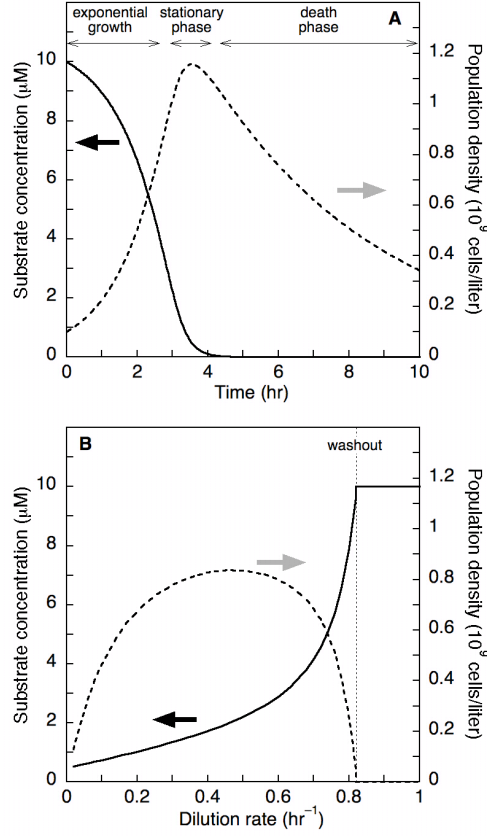 exponential growth
stationary phase
death phase
A
Substrate concentration (μM)
10
8
6
4
2
0
Population density (10⁹ cells/liter)
1.2
1
0.8
0.6
0.4
0.2
0
0 2 4 6 8 10
Time (hr)
B
washout
Substrate concentration (μM)
10
8
6
4
2
0
Population density (10⁹ cells/liter)
1.2
1
0.8
0.6
0.4
0.2
0
0 0.2 0.4 0.6 0.8 1
Dilution rate (hr⁻¹)